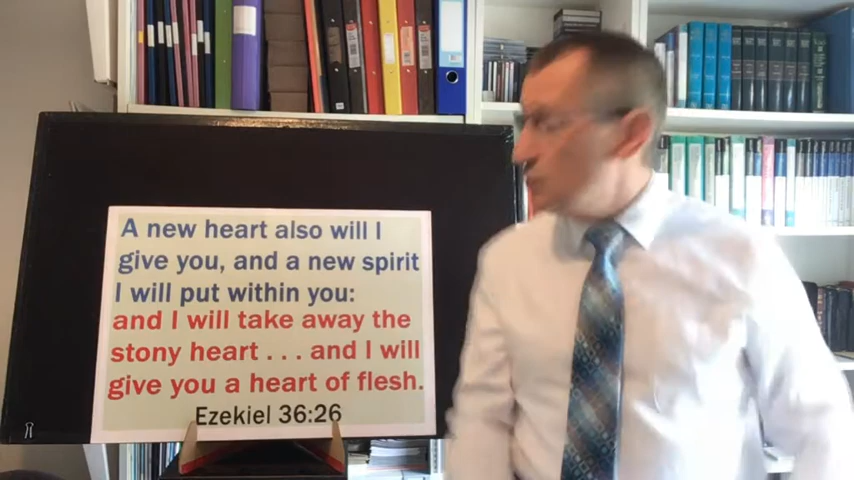 A new heart also will I
give you, and a new spirit
I will put within you:
and I will take away the
stony heart . . . and I will
give you a heart of flesh.
Ezekiel 36:26